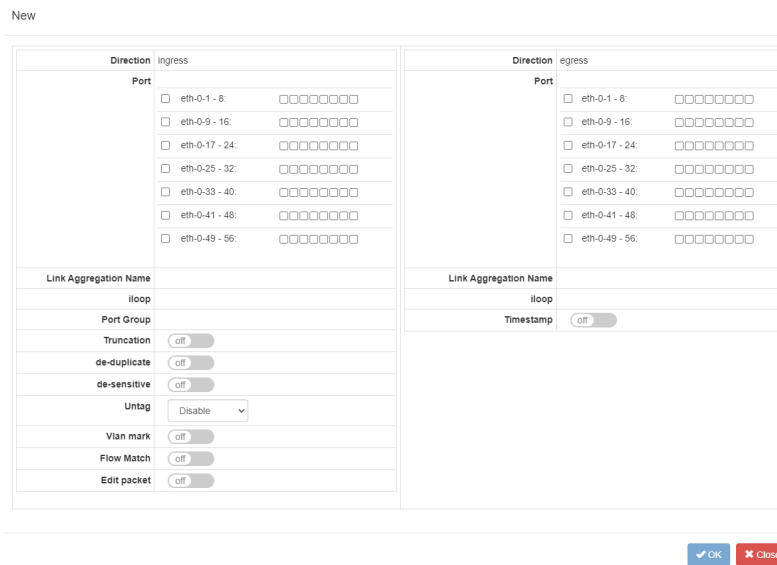 New
Direction ingress
Port
eth-0-1 - 8:
eth-0-9 - 16:
eth-0-17 - 24:
eth-0-25 - 32:
eth-0-33 - 40:
eth-0-41 - 48:
eth-0-49 - 56:
Link Aggregation Name
iloop
Port Group
Truncation off
de-duplicate off
de-sensitive off
Untag Disable
Vlan mark off
Flow Match off
Edit packet off
Direction egress
Port
eth-0-1 - 8:
eth-0-9 - 16:
eth-0-17 - 24:
eth-0-25 - 32:
eth-0-33 - 40:
eth-0-41 - 48:
eth-0-49 - 56:
Link Aggregation Name
iloop
Timestamp off
OK
Close